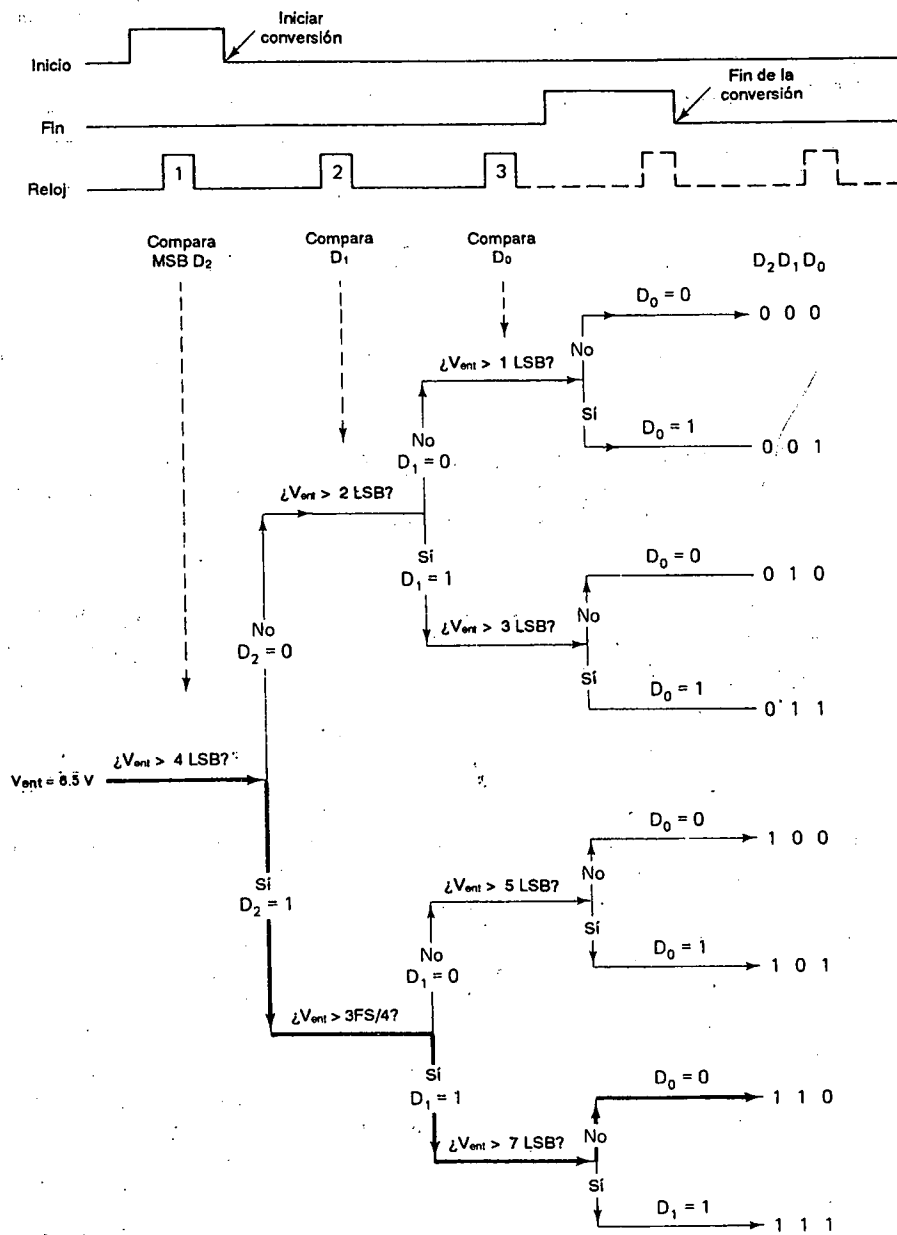 Iniciar
conversión
Inicio
Fin de la
conversión
Fin
1 2 3
Reloj
Compara
MSB D₂
Compara
D₁
Compara
D₀
D₂ D₁ D₀
D₀ = 0
0 0 0
No
¿Vent > 1 LSB?
Sí
D₀ = 1
0 0 1
No
D₁ = 0
¿Vent > 2 LSB?
Sí
D₁ = 1
D₀ = 0
0 1 0
No
¿Vent > 3 LSB?
Sí
D₀ = 1
0 1 1
No
D₂ = 0
¿Vent > 4 LSB?
Vent = 6.5 V
Sí
D₂ = 1
D₀ = 0
1 0 0
No
¿Vent > 5 LSB?
Sí
D₀ = 1
1 0 1
No
D₁ = 0
¿Vent > 3FS/4?
Sí
D₁ = 1
D₀ = 0
1 1 0
No
¿Vent > 7 LSB?
Sí
D₁ = 1
1 1 1